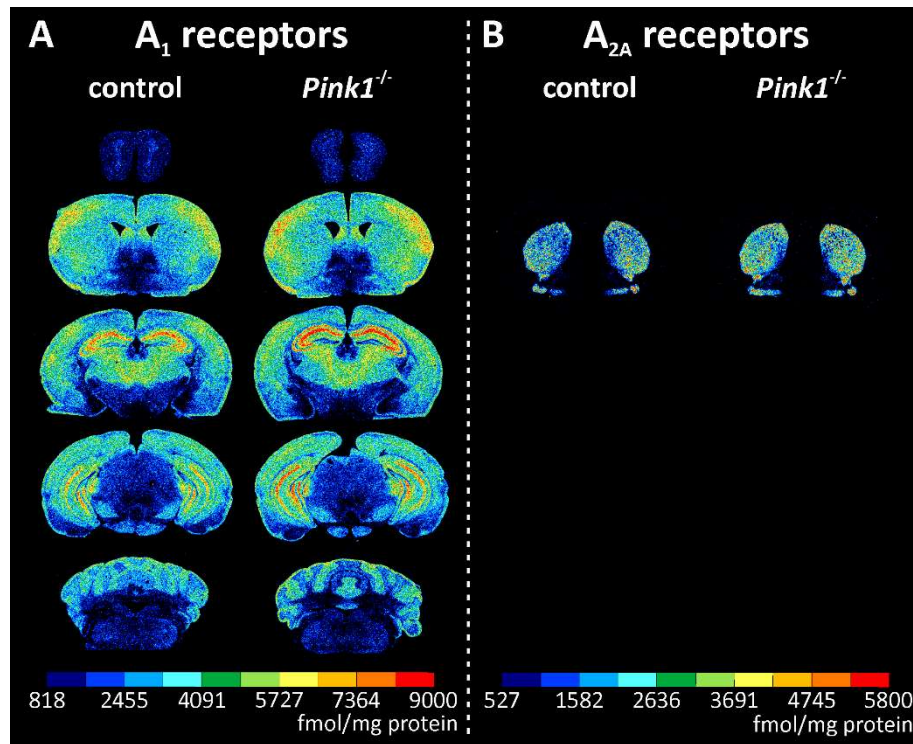 A A₁ receptors
control Pink1⁻/⁻
818 2455 4091 5727 7364 9000
fmol/mg protein
B A₂A receptors
control Pink1⁻/⁻
527 1582 2636 3691 4745 5800
fmol/mg protein